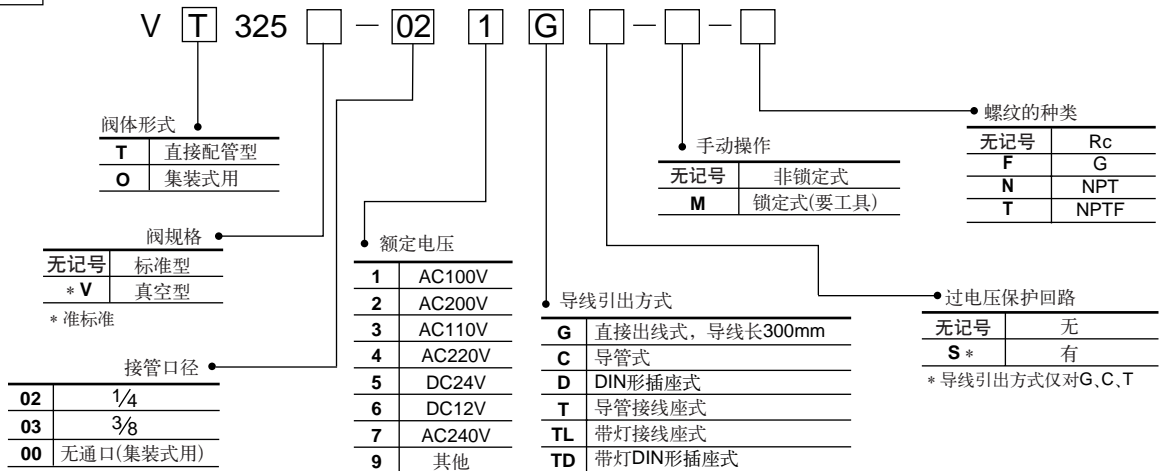 V T 325 □ － 02 1 G □ － □ － □
阀体形式
T 直接配管型
O 集装式用
阀规格
无记号 标准型
* V 真空型
* 准标准
接管口径
02 1/4
03 3/8
00 无通口(集装式用)
额定电压
1 AC100V
2 AC200V
3 AC110V
4 AC220V
5 DC24V
6 DC12V
7 AC240V
9 其他
导线引出方式
G 直接出线式，导线长300mm
C 导管式
D DIN形插座式
T 导管接线座式
TL 带灯接线座式
TD 带灯DIN形插座式
手动操作
无记号 非锁定式
M 锁定式(要工具)
螺纹的种类
无记号 Rc
F G
N NPT
T NPTF
过电压保护回路
无记号 无
S * 有
* 导线引出方式仅对G、C、T